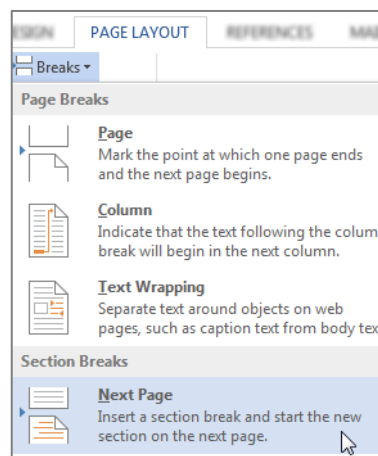 PAGE LAYOUT REFERENCES
Breaks
Page Breaks
Page
Mark the point at which one page ends
and the next page begins.
Column
Indicate that the text following the colum
break will begin in the next column.
Text Wrapping
Separate text around objects on web
pages, such as caption text from body tex
Section Breaks
Next Page
Insert a section break and start the new
section on the next page.